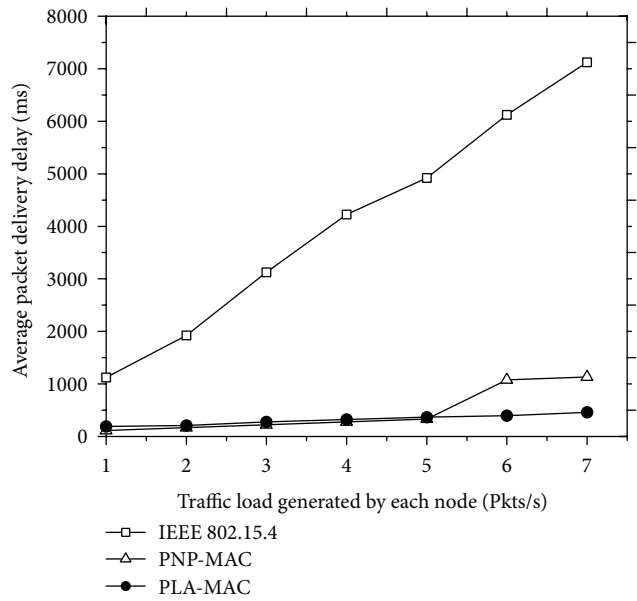 8000
7000
6000
5000
4000
3000
2000
1000
0
Average packet delivery delay (ms)
1 2 3 4 5 6 7
Traffic load generated by each node (Pkts/s)
IEEE 802.15.4
PNP-MAC
PLA-MAC